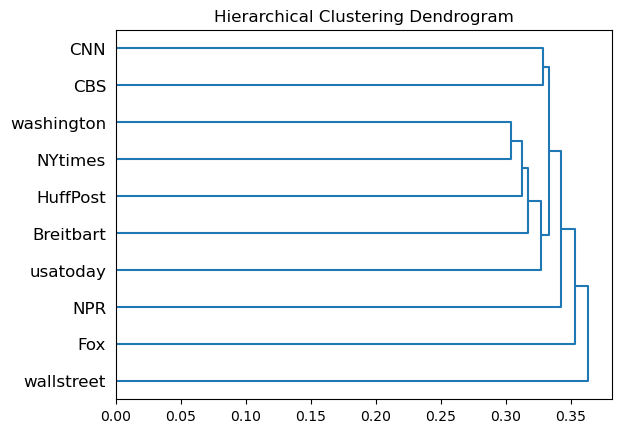 Hierarchical Clustering Dendrogram
CNN
CBS
washington
NYtimes
HuffPost
Breitbart
usatoday
NPR
Fox
wallstreet
0.00 0.05 0.10 0.15 0.20 0.25 0.30 0.35